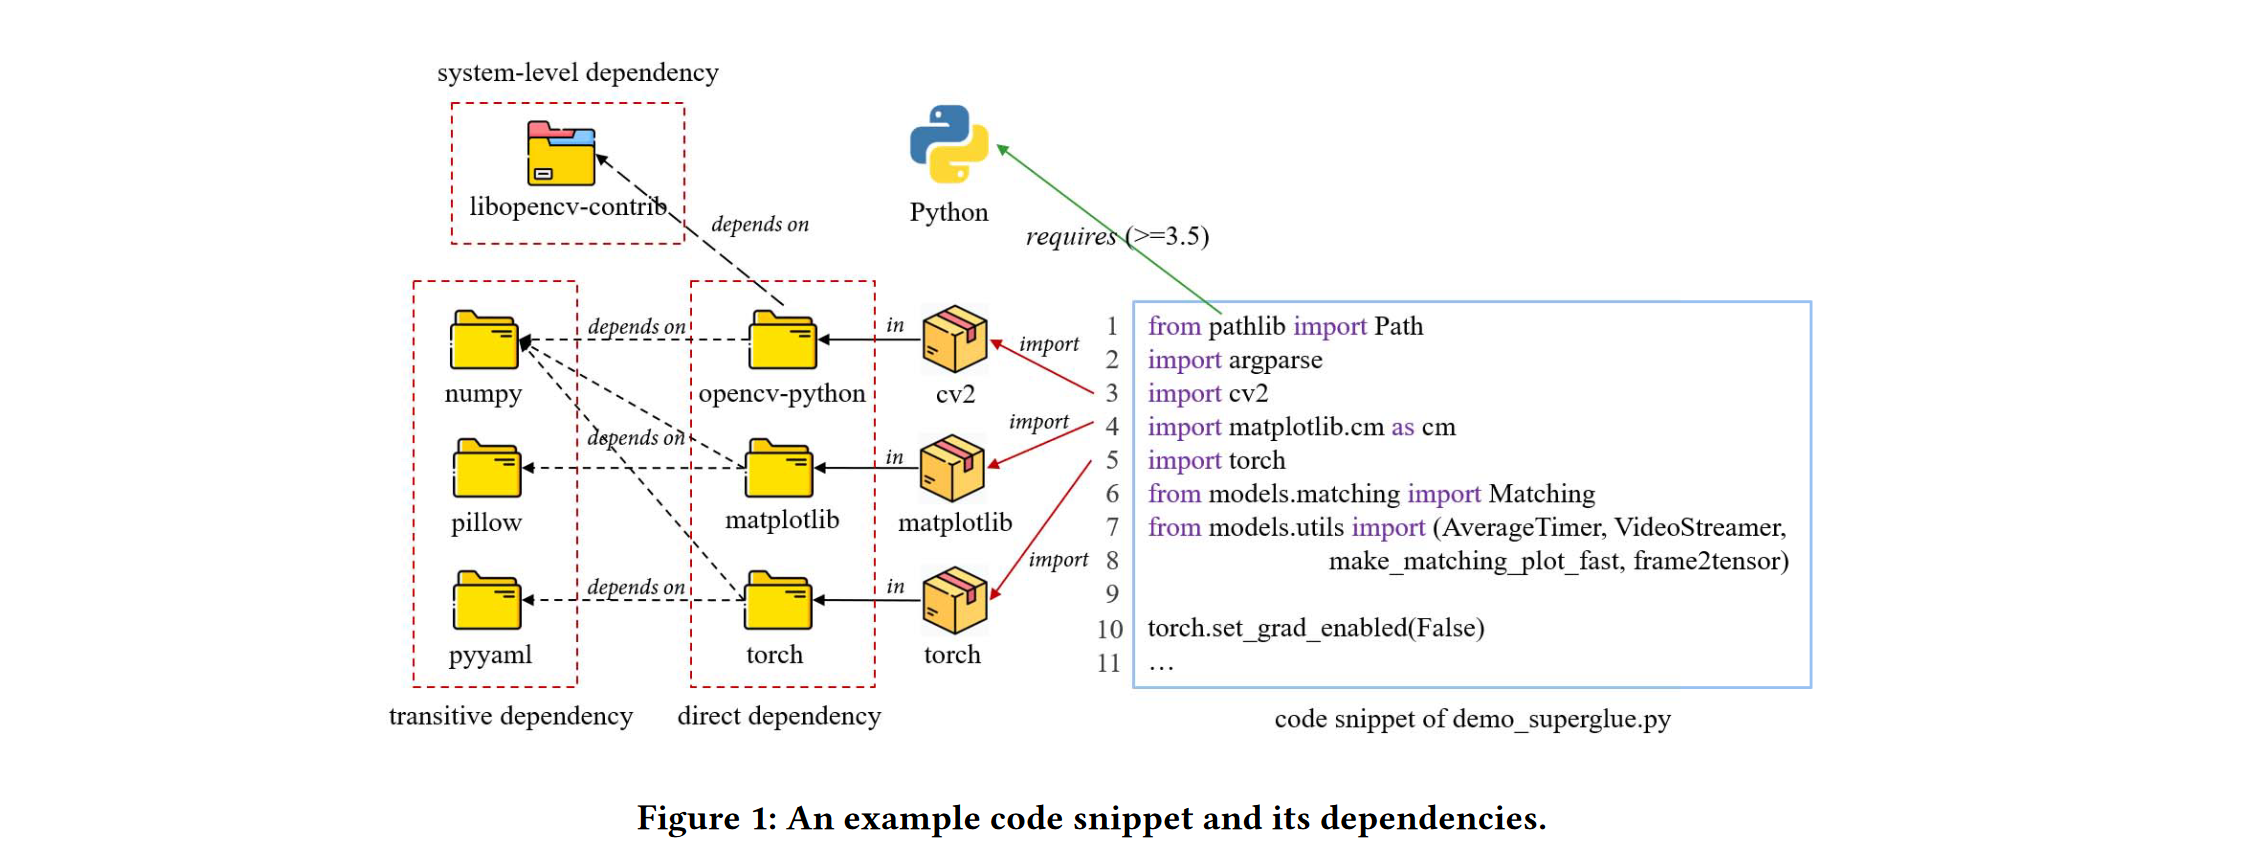 system-level dependency
libopencv-contrib
depends on
Python
requires (>=3.5)
depends on
in
import
numpy
opencv-python
cv2
depends on
in
import
pillow
matplotlib
matplotlib
depends on
in
import
pyyaml
torch
torch
transitive dependency
direct dependency
1 from pathlib import Path
2 import argparse
3 import cv2
4 import matplotlib.cm as cm
5 import torch
6 from models.matching import Matching
7 from models.utils import (AverageTimer, VideoStreamer,
8 make_matching_plot_fast, frame2tensor)
9
10 torch.set_grad_enabled(False)
11 …
code snippet of demo_superglue.py
Figure 1: An example code snippet and its dependencies.